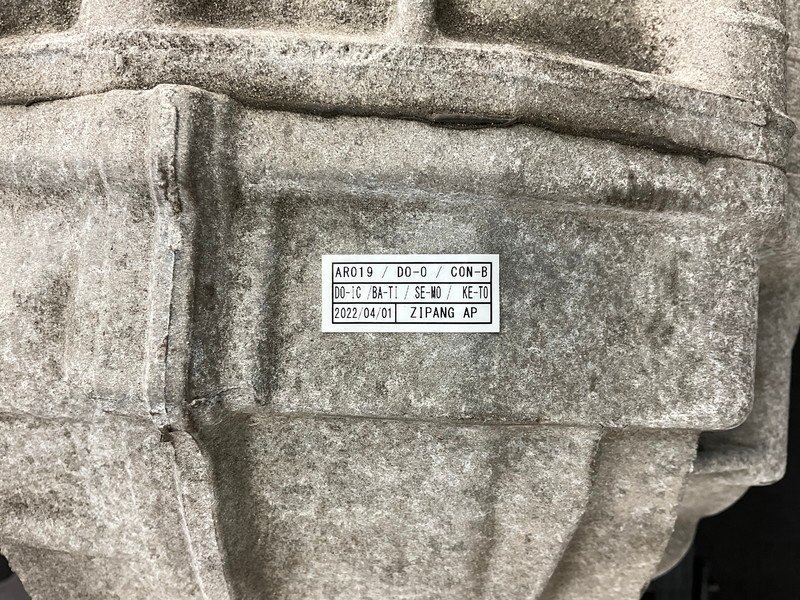 AR019 / DO-O / CON-B
DO-IC /BA-TI / SE-MO / KE-TO
2022/04/01 ZIPANG AP